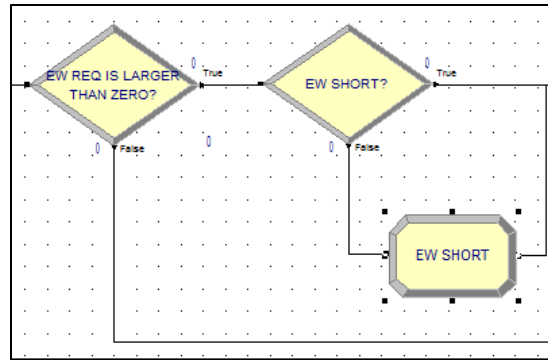 0
EW REQ IS LARGER
THAN ZERO?
True
0
False
0
EW SHORT?
True
0
False
0
EW SHORT